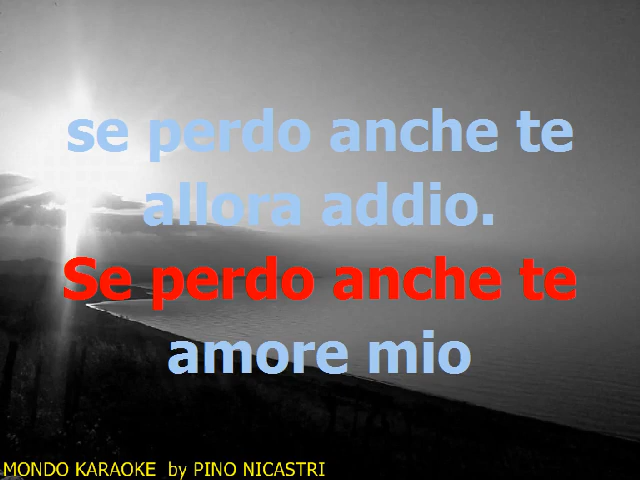 se perdo anche te
allora addio.
Se perdo anche te
amore mio
MONDO KARAOKE by PINO NICASTRI